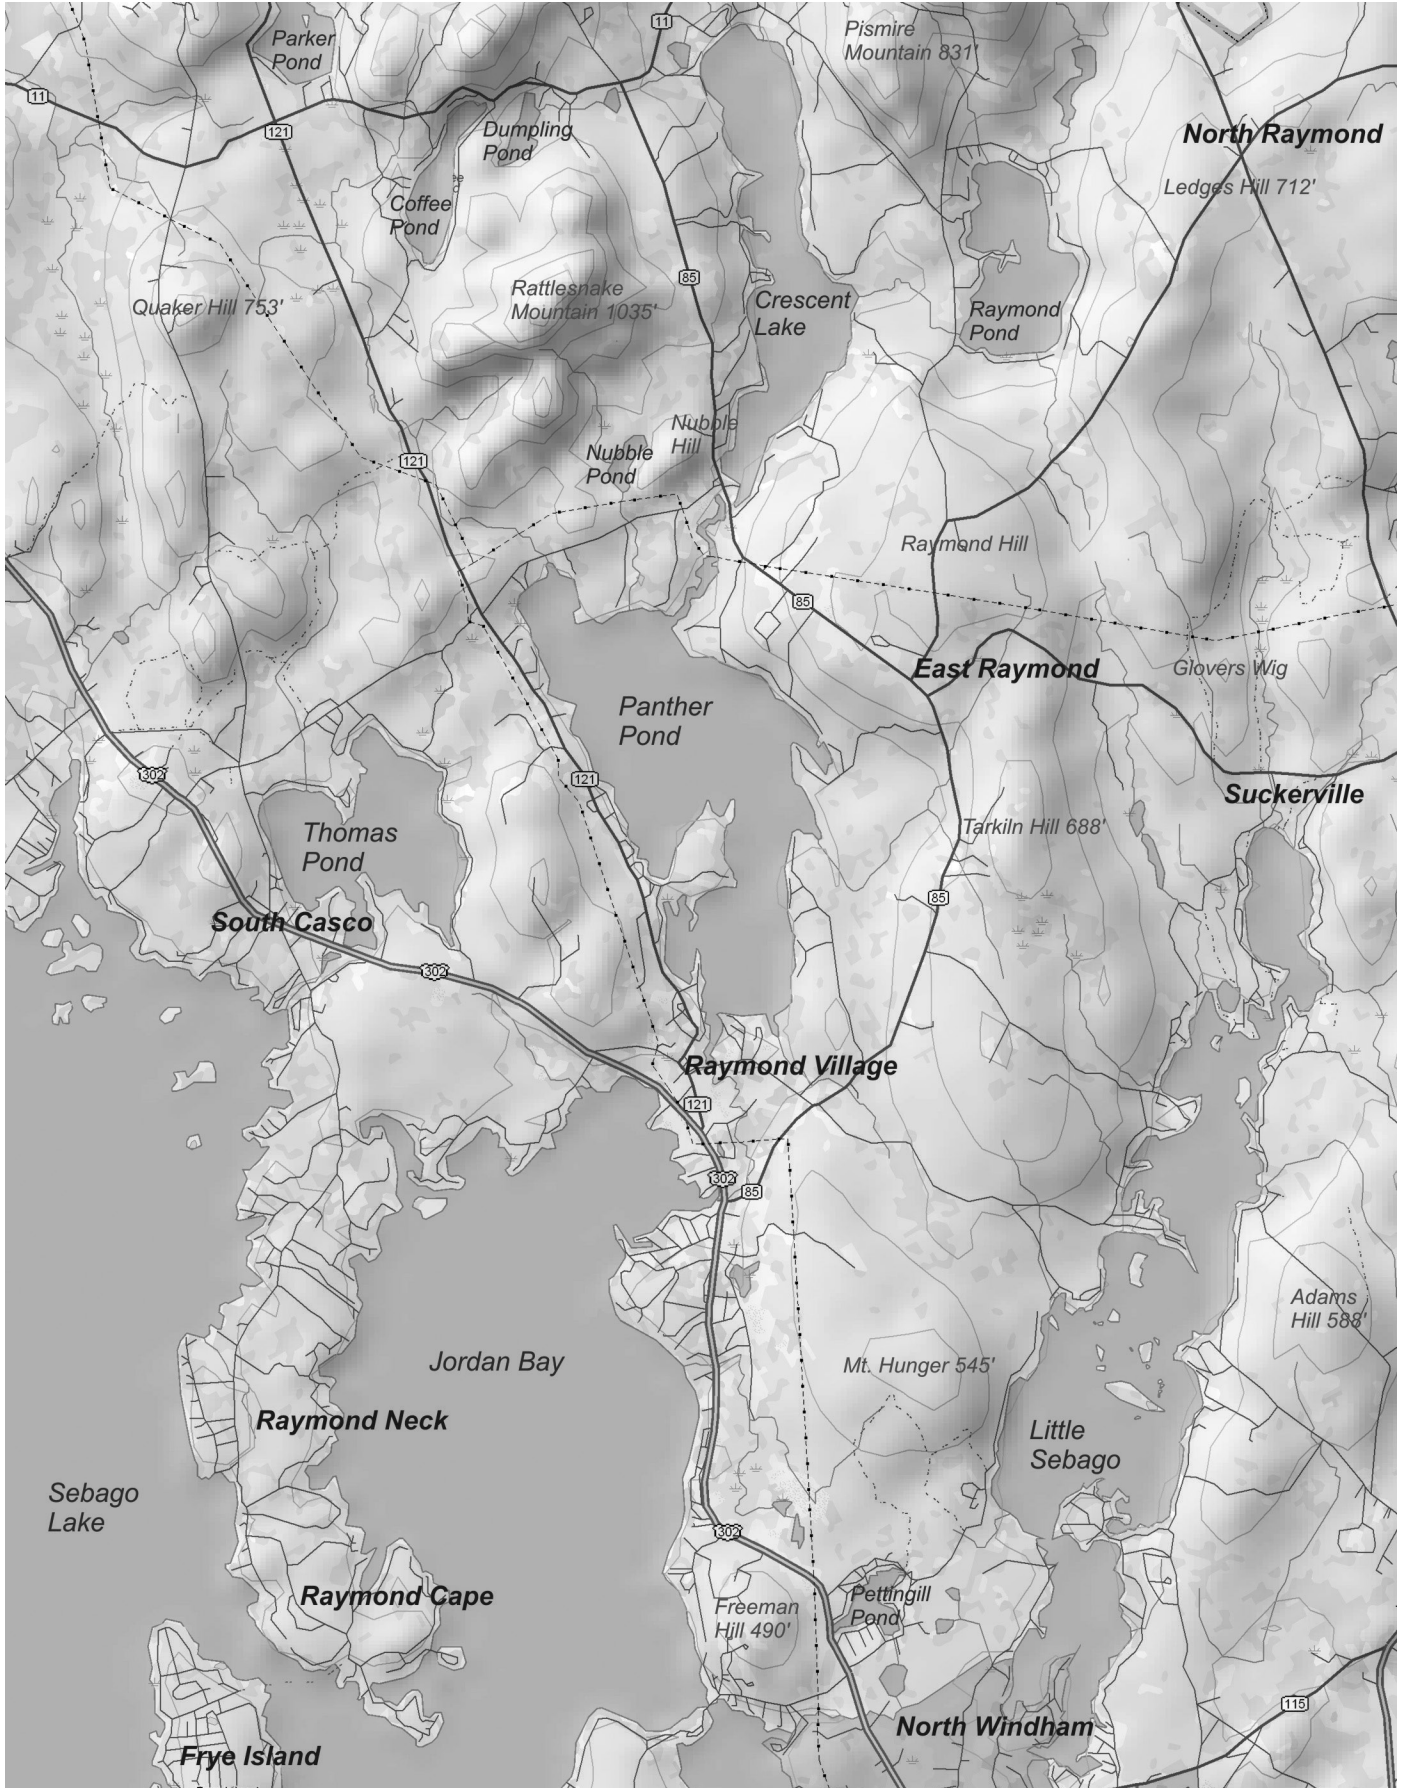 11
Pismire
Mountain 831'
Parker
Pond
11
121
Dumpling
Pond
North Raymond
Ledges Hill 712'
Coffee
Pond
85
Rattlesnake
Mountain 1035'
Quaker Hill 753'
Crescent
Lake
Raymond
Pond
Nubble
Hill
Nubble
Pond
121
Raymond Hill
85
East Raymond
Glovers Wig
Panther
Pond
302
121
Suckerville
Thomas
Pond
Tarkiln Hill 688'
85
South Casco
302
Raymond Village
121
302
85
Adams
Hill 588'
Jordan Bay
Mt. Hunger 545'
Raymond Neck
Little
Sebago
Sebago
Lake
302
Raymond Cape
Pettingill
Pond
Freeman
Hill 490'
115
North Windham
Frye Island